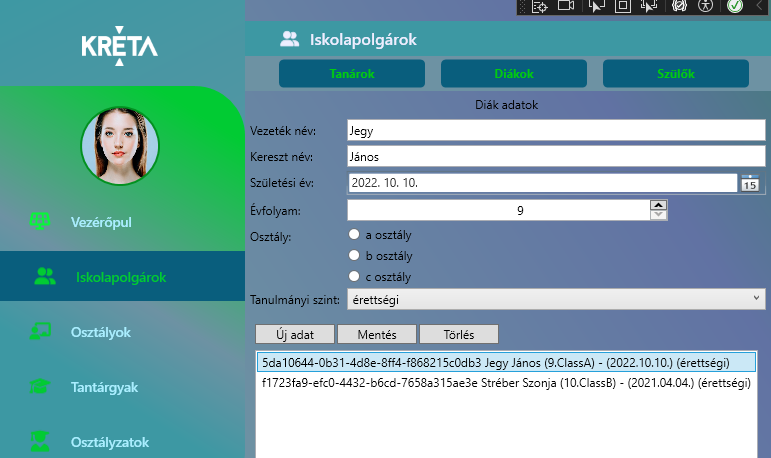 KRÉTA
Iskolapolgárok
Tanárok Diákok Szülők
Diák adatok
Vezeték név: Jegy
Kereszt név: János
Születési év: 2022. 10. 10. 15
Évfolyam: 9
Osztály: a osztály
b osztály
c osztály
Tanulmányi szint: érettségi
Új adat Mentés Törlés
5da10644-0b31-4d8e-8ff4-f868215c0db3 Jegy János (9.ClassA) - (2022.10.10.) (érettségi)
f1723fa9-efc0-4432-b6cd-7658a315ae3e Stréber Szonja (10.ClassB) - (2021.04.04.) (érettségi)
Vezérőpul
Iskolapolgárok
Osztályok
Tantárgyak
Osztályzatok